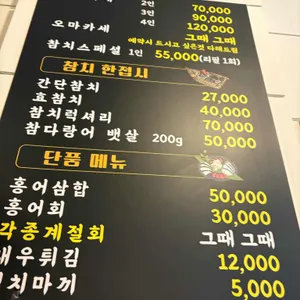 2인 70,000
3인 90,000
오마카세 4인 120,000
그때 그때
예약시 드시고 싶은것 다해드림
참치스페셜 1인 55,000(리필 1회)
참치 한접시
간단참치 27,000
효참치 40,000
참치럭셔리 70,000
참다랑어 뱃살 200g 50,000
단품 메뉴
홍어삼합 50,000
홍어회 30,000
각종계절회 그때 그때
새우튀김 12,000
치마끼 5,000